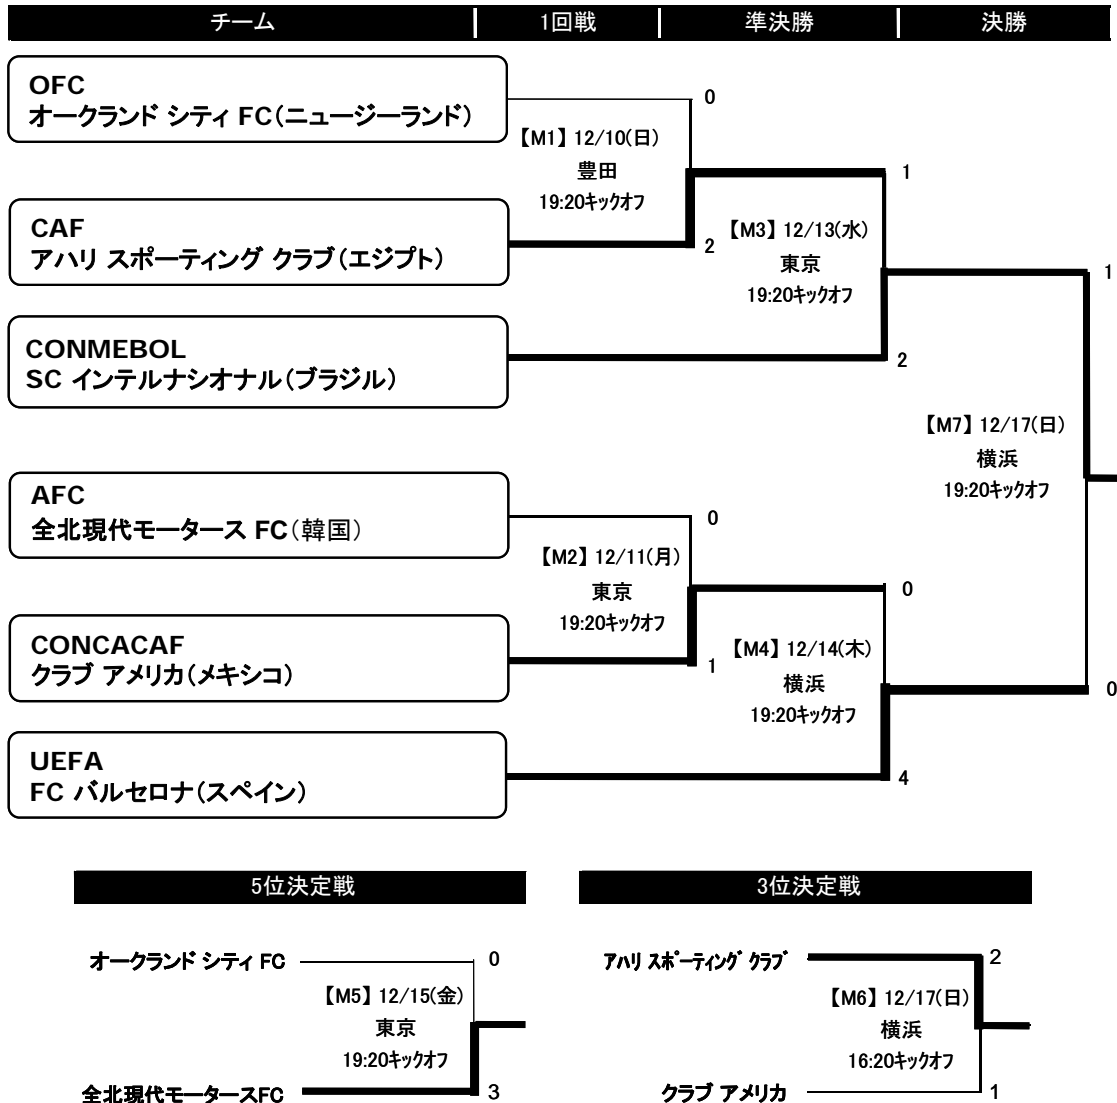 チーム 1回戦 準決勝 決勝
OFC
オークランド シティ FC(ニュージーランド)
0
【M1】 12/10(日)
豊田
19:20キックオフ
1
CAF
アハリ スポーティング クラブ(エジプト)
2
【M3】 12/13(水)
東京
19:20キックオフ
1
CONMEBOL
SC インテルナシオナル(ブラジル)
2
【M7】 12/17(日)
横浜
19:20キックオフ
AFC
全北現代モータース FC(韓国)
0
【M2】 12/11(月)
東京
19:20キックオフ
0
CONCACAF
クラブ アメリカ(メキシコ)
1
【M4】 12/14(木)
横浜
19:20キックオフ
0
UEFA
FC バルセロナ(スペイン)
4
5位決定戦
オークランド シティ FC
0
【M5】 12/15(金)
東京
19:20キックオフ
全北現代モータースFC
3
3位決定戦
アハリ スポーティング クラブ
2
【M6】 12/17(日)
横浜
16:20キックオフ
クラブ アメリカ
1